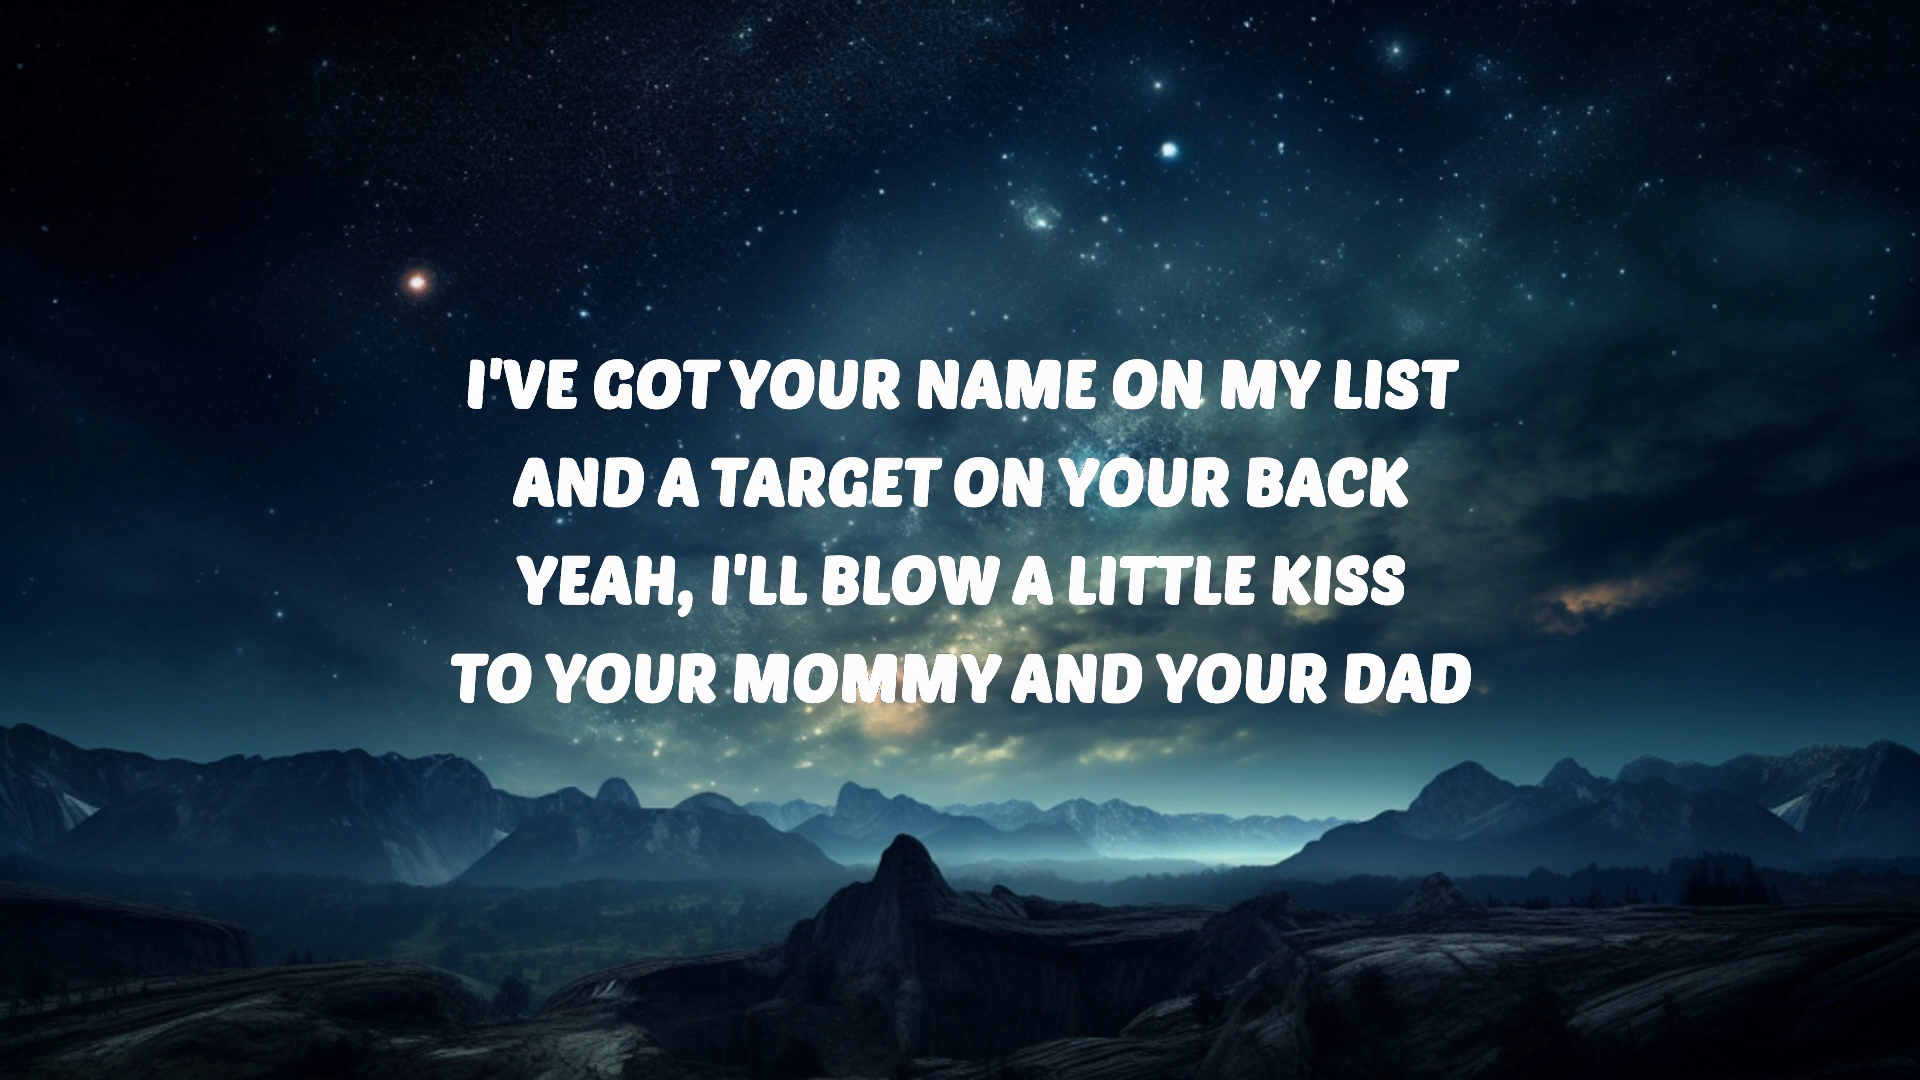 I'VE GOT YOUR NAME ON MY LIST
AND A TARGET ON YOUR BACK
YEAH, I'LL BLOW A LITTLE KISS
TO YOUR MOMMY AND YOUR DAD